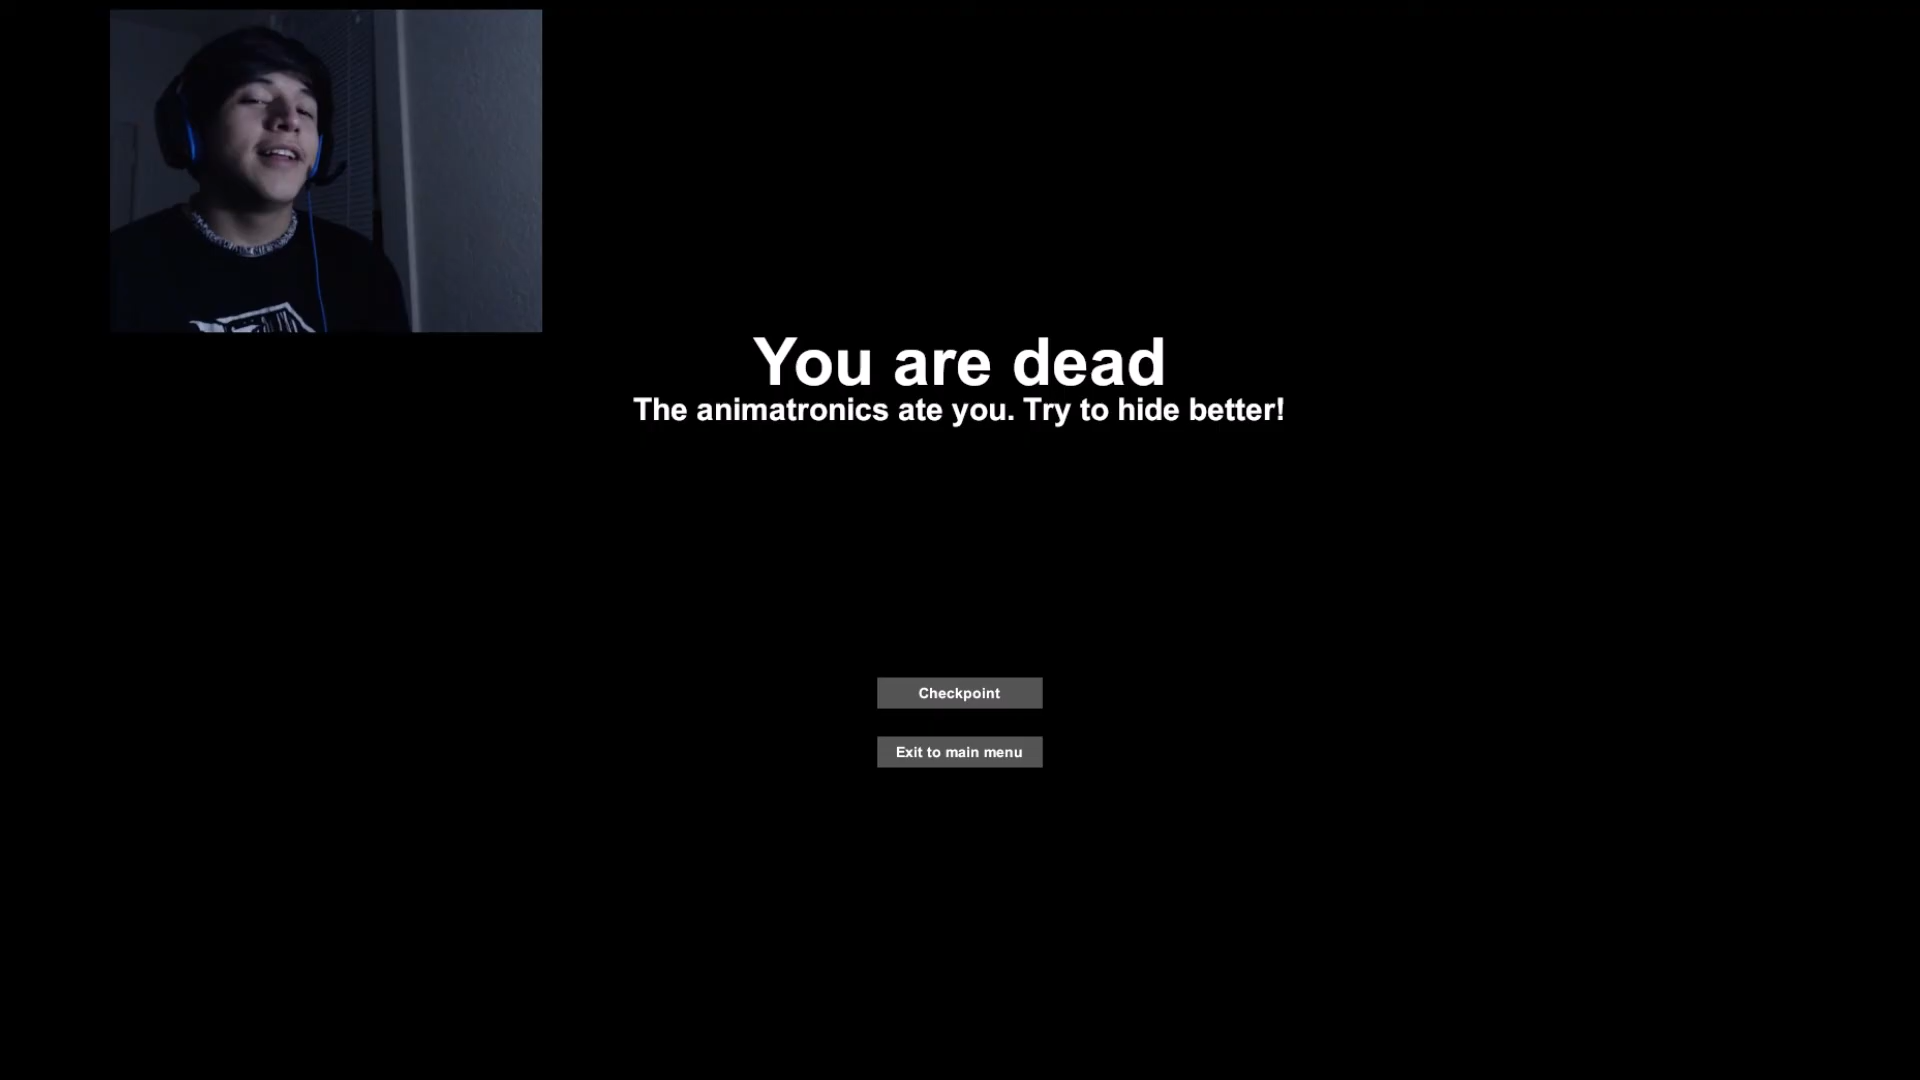 You are dead
The animatronics ate you. Try to hide better!
Checkpoint
Exit to main menu